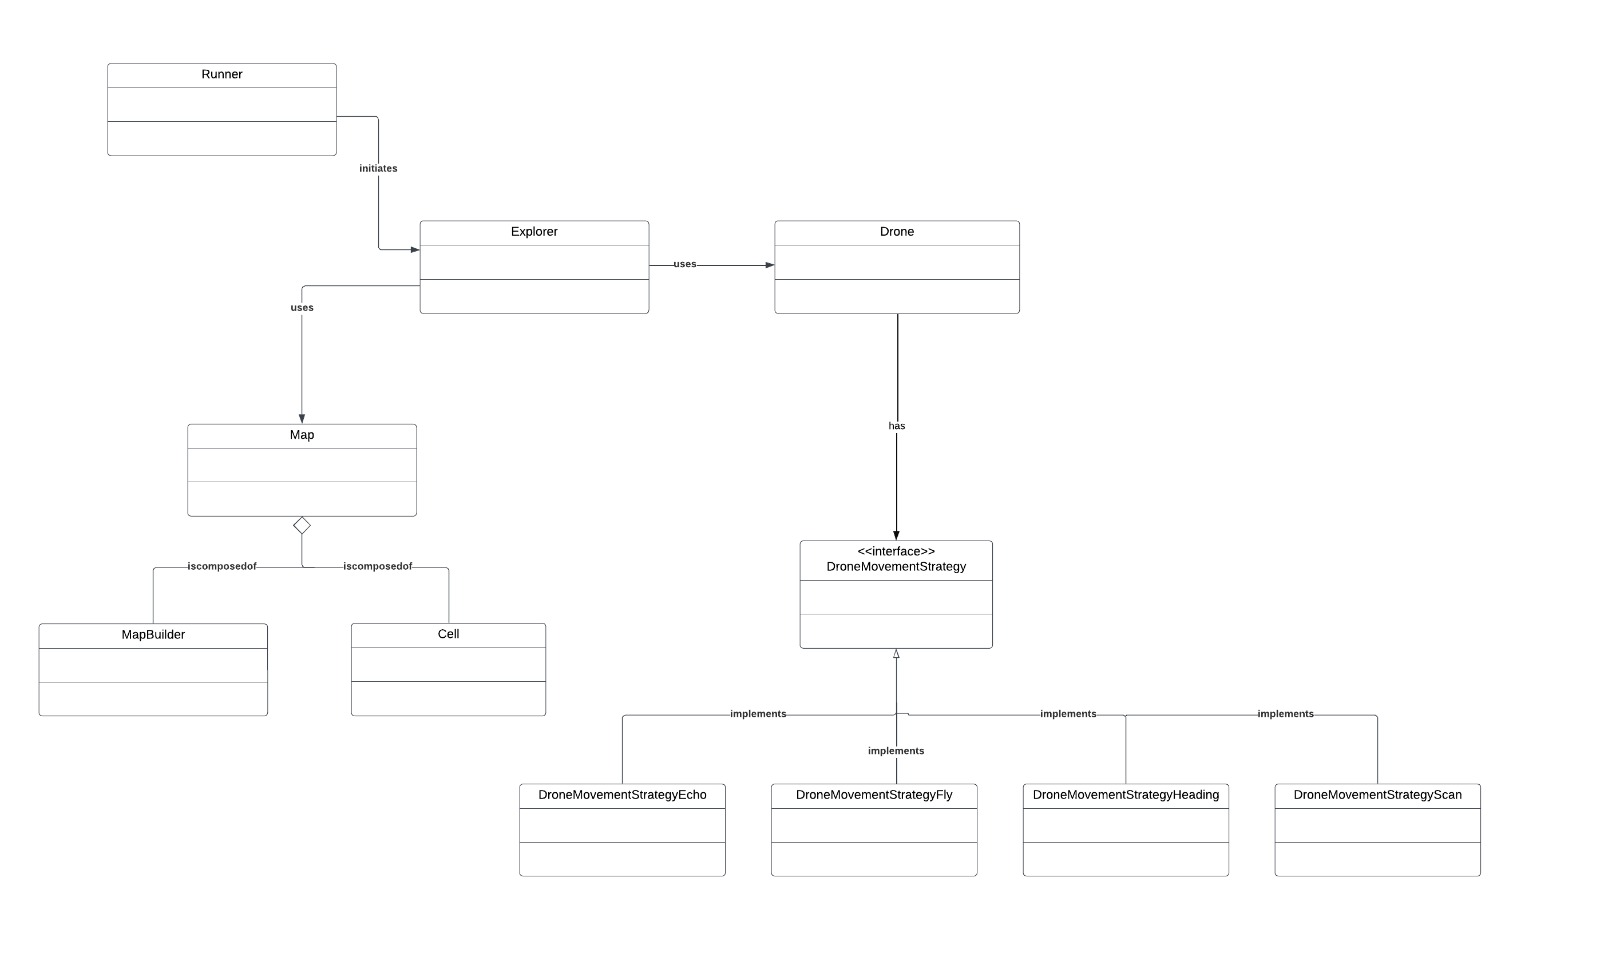 Runner
initiates
Explorer
Drone
uses
uses
Map
has
<<interface>>
DroneMovementStrategy
iscomposedof
iscomposedof
MapBuilder
Cell
implements
implements
implements
implements
DroneMovementStrategyEcho
DroneMovementStrategyFly
DroneMovementStrategyHeading
DroneMovementStrategyScan